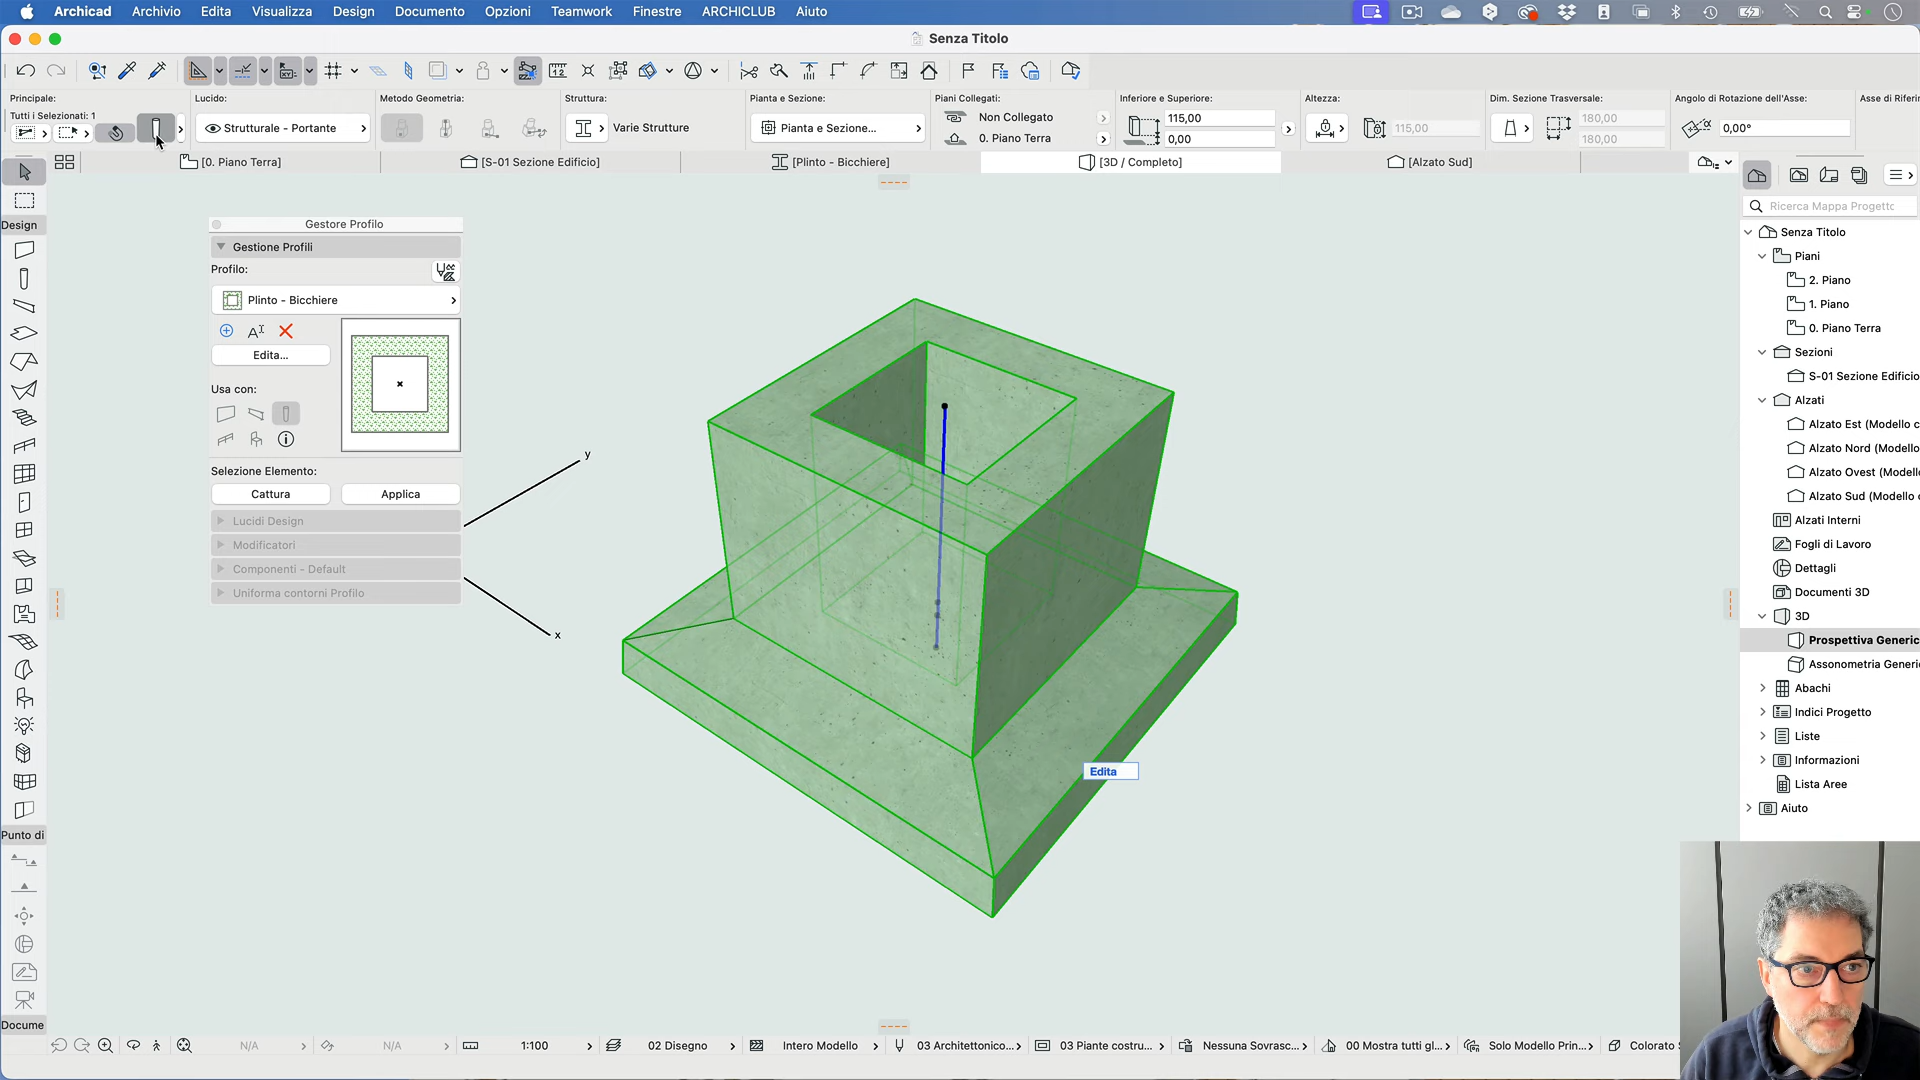 Archicad Archivio Edita Visualizza Design Documento Opzioni Teamwork Finestre ARCHICLUB Aiuto
Senza Titolo
Principale:
Tutti i Selezionati: 1
Lucido:
Strutturale - Portante
Metodo Geometria:
Struttura:
Varie Strutture
Pianta e Sezione:
Pianta e Sezione...
Piani Collegati:
Non Collegato
0. Piano Terra
Inferiore e Superiore:
115,00
0,00
Altezza:
115,00
Dim. Sezione Trasversale:
180,00
180,00
Angolo di Rotazione dell'Asse:
0,00°
Asse di Riferi
[0. Piano Terra]
[S-01 Sezione Edificio]
[Plinto - Bicchiere]
[3D / Completo]
[Alzato Sud]
Design
Punto di
Docume
Gestore Profilo
Gestione Profili
Profilo:
Plinto - Bicchiere
Edita...
Usa con:
Selezione Elemento:
Cattura
Applica
Lucidi Design
Modificatori
Componenti - Default
Uniforma contorni Profilo
y
x
Edita
Ricerca Mappa Progetto
Senza Titolo
Piani
2. Piano
1. Piano
0. Piano Terra
Sezioni
S-01 Sezione Edificio
Alzati
Alzato Est (Modello c
Alzato Nord (Modello
Alzato Ovest (Modello
Alzato Sud (Modello c
Alzati Interni
Fogli di Lavoro
Dettagli
Documenti 3D
3D
Prospettiva Generic
Assonometria Generi
Abachi
Indici Progetto
Liste
Informazioni
Lista Aree
Aiuto
N/A
N/A
1:100
02 Disegno
Intero Modello
03 Architettonico...
03 Piante costru...
Nessuna Sovrasc...
00 Mostra tutti gl...
Solo Modello Prin...
Colorato S